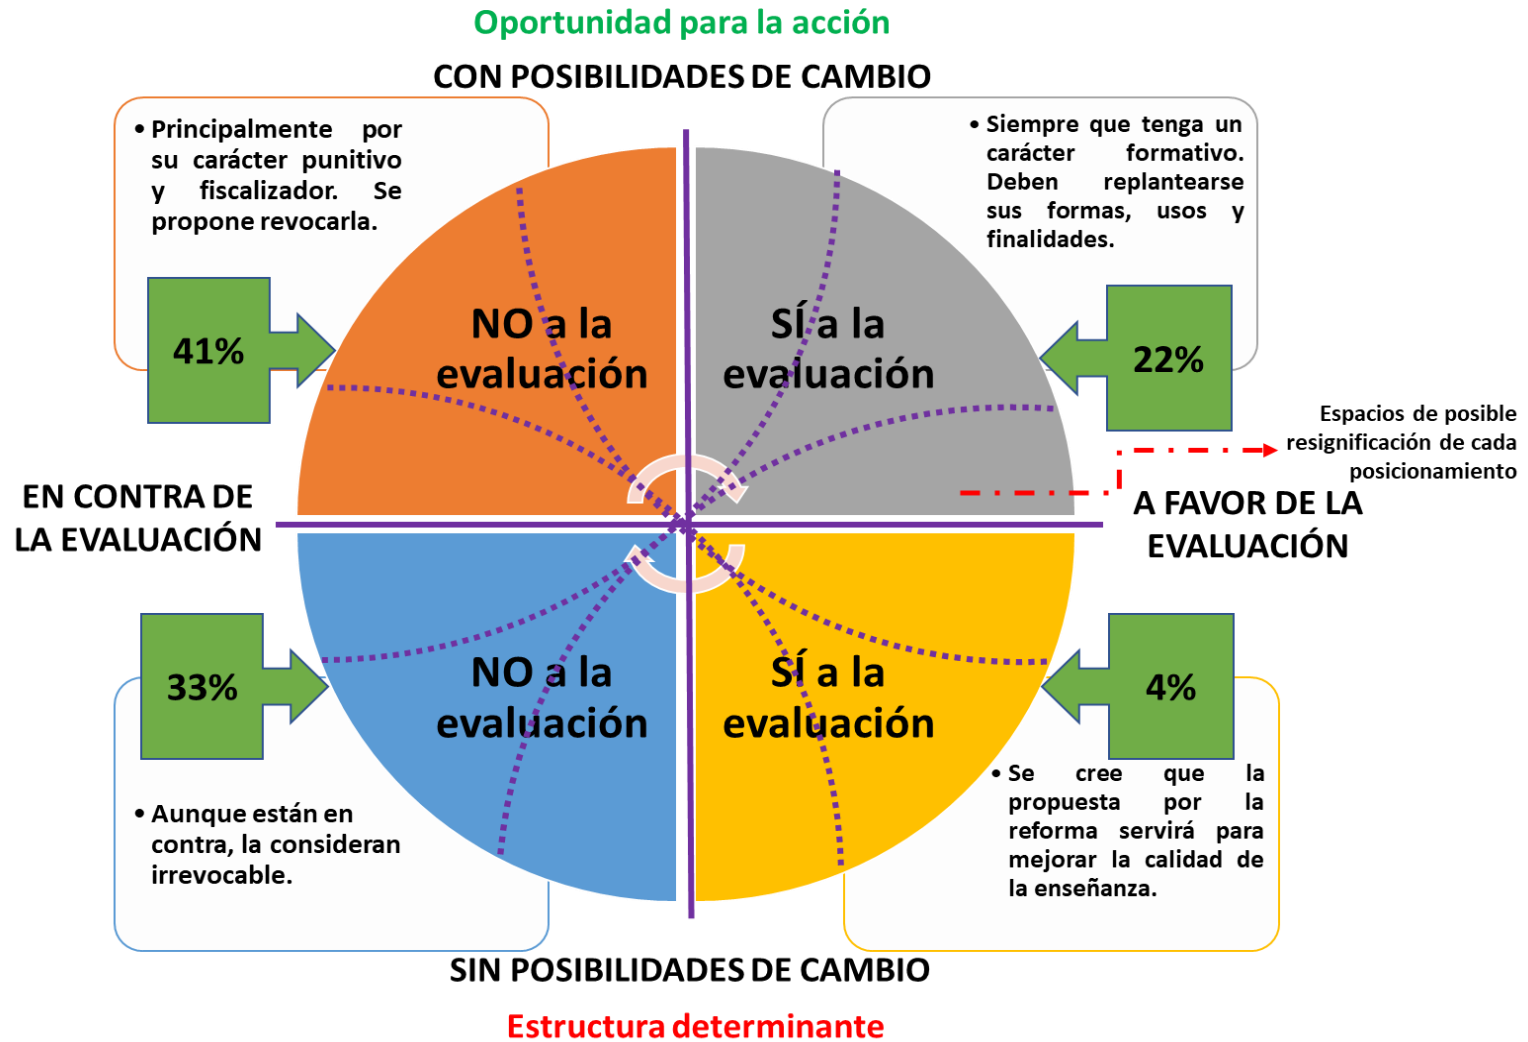 Oportunidad para la acción
CON POSIBILIDADES DE CAMBIO
• Principalmente por
su carácter punitivo
y fiscalizador. Se
propone revocarla.
• Siempre que tenga un
carácter formativo.
Deben replantearse
sus formas, usos y
finalidades.
41%
NO a la
evaluación
SÍ a la
evaluación
22%
Espacios de posible
resignificación de cada
posicionamiento
EN CONTRA DE
LA EVALUACIÓN
A FAVOR DE LA
EVALUACIÓN
33%
NO a la
evaluación
SÍ a la
evaluación
4%
• Aunque están en
contra, la consideran
irrevocable.
• Se cree que la
propuesta por la
reforma servirá para
mejorar la calidad de
la enseñanza.
SIN POSIBILIDADES DE CAMBIO
Estructura determinante